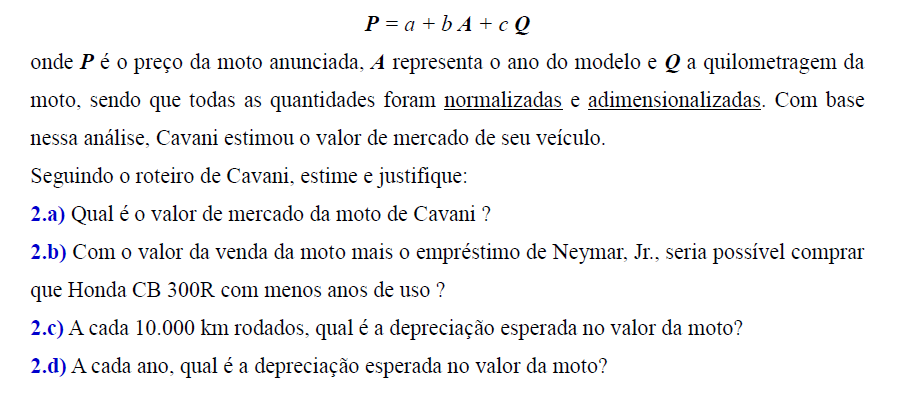 P = a + b A + c Q
onde P é o preço da moto anunciada, A representa o ano do modelo e Q a quilometragem da
moto, sendo que todas as quantidades foram normalizadas e adimensionalizadas. Com base
nessa análise, Cavani estimou o valor de mercado de seu veículo.
Seguindo o roteiro de Cavani, estime e justifique:
2.a) Qual é o valor de mercado da moto de Cavani ?
2.b) Com o valor da venda da moto mais o empréstimo de Neymar, Jr., seria possível comprar
que Honda CB 300R com menos anos de uso ?
2.c) A cada 10.000 km rodados, qual é a depreciação esperada no valor da moto?
2.d) A cada ano, qual é a depreciação esperada no valor da moto?